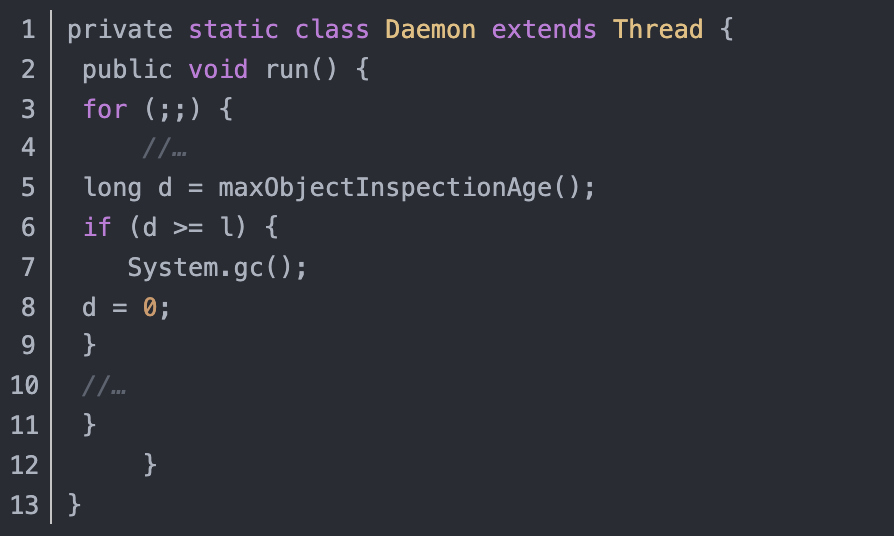 1 private static class Daemon extends Thread {
2 public void run() {
3 for (;;) {
4 //…
5 long d = maxObjectInspectionAge();
6 if (d >= l) {
7 System.gc();
8 d = 0;
9 }
10 //…
11 }
12 }
13 }